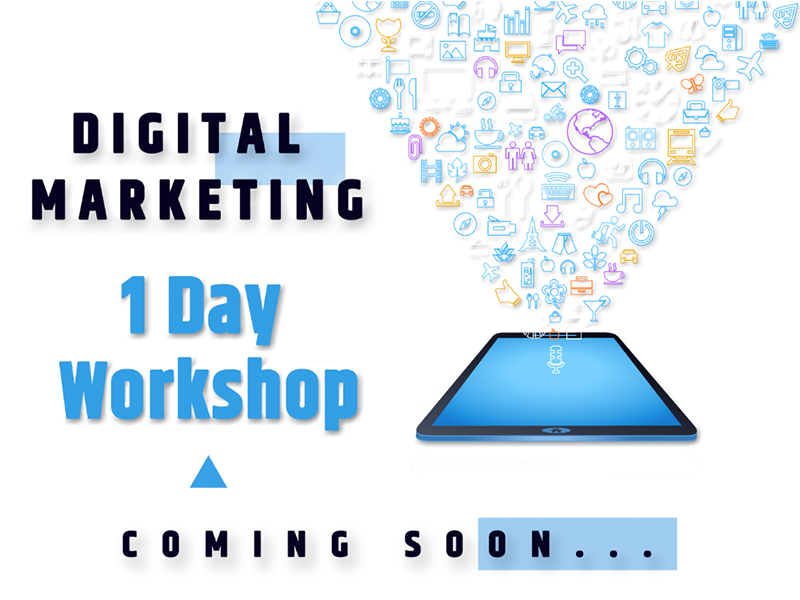 DIGITAL
MARKETING
1 Day
Workshop
COMING SOON...